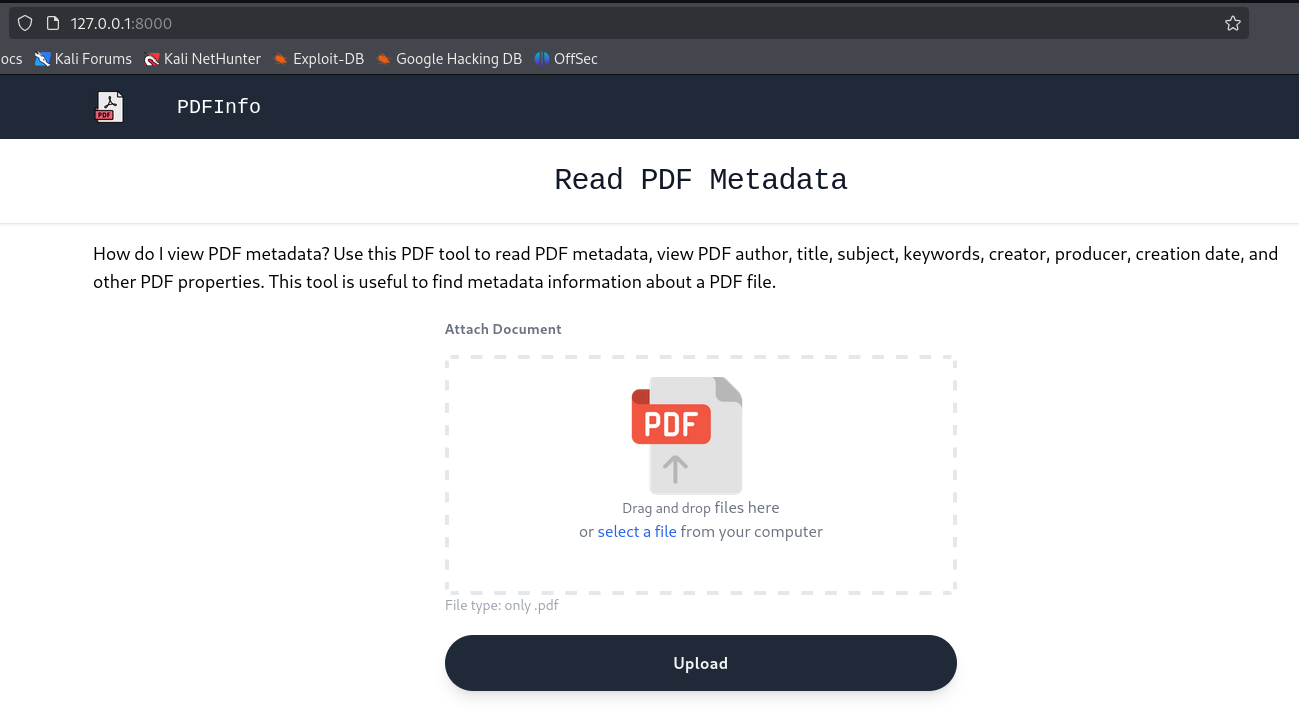 127.0.0.1:8000
ocs Kali Forums Kali NetHunter Exploit-DB Google Hacking DB OffSec
PDF PDFInfo
Read PDF Metadata
How do I view PDF metadata? Use this PDF tool to read PDF metadata, view PDF author, title, subject, keywords, creator, producer, creation date, and
other PDF properties. This tool is useful to find metadata information about a PDF file.
Attach Document
PDF
Drag and drop files here
or select a file from your computer
File type: only .pdf
Upload